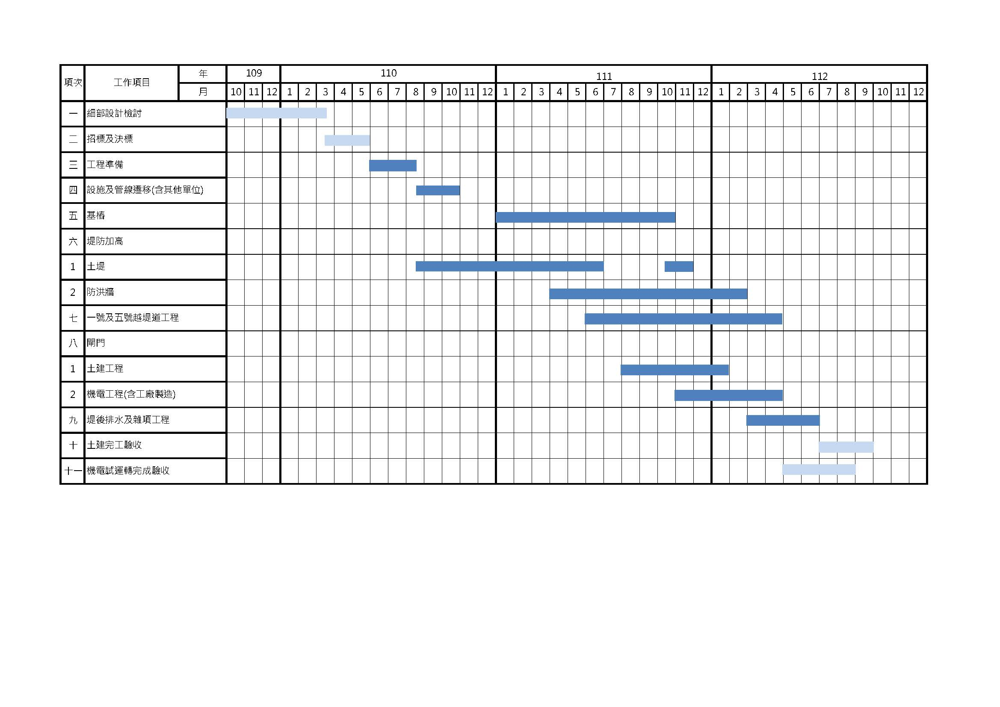 項次 工作項目 年 109 110 111 112
月 10 11 12 1 2 3 4 5 6 7 8 9 10 11 12 1 2 3 4 5 6 7 8 9 10 11 12 1 2 3 4 5 6 7 8 9 10 11 12
一 細部設計檢討
二 招標及決標
三 工程準備
四 設施及管線遷移(含其他單位)
五 基樁
六 堤防加高
1 土堤
2 防洪牆
七 一號及五號越堤道工程
八 閘門
1 土建工程
2 機電工程(含工廠製造)
九 堤後排水及雜項工程
十 土建完工驗收
十一 機電試運轉完成驗收